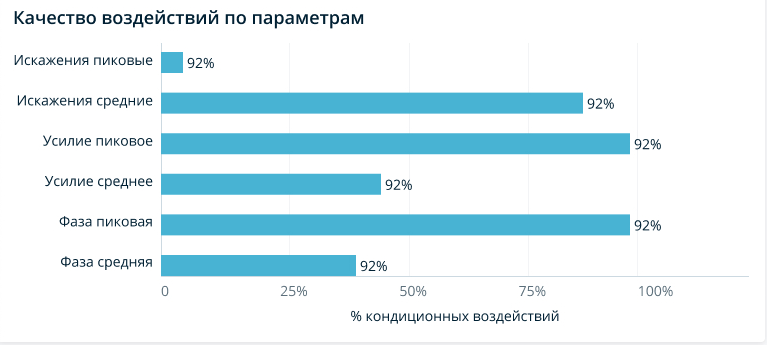 Качество воздействий по параметрам
Искажения пиковые 92%
Искажения средние 92%
Усилие пиковое 92%
Усилие среднее 92%
Фаза пиковая 92%
Фаза средняя 92%
0 25% 50% 75% 100%
% кондиционных воздействий